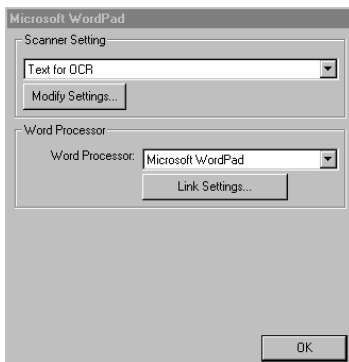 Microsoft WordPad
Scanner Setting
Text for OCR
Modify Settings...
Word Processor
Word Processor: Microsoft WordPad
Link Settings...
OK